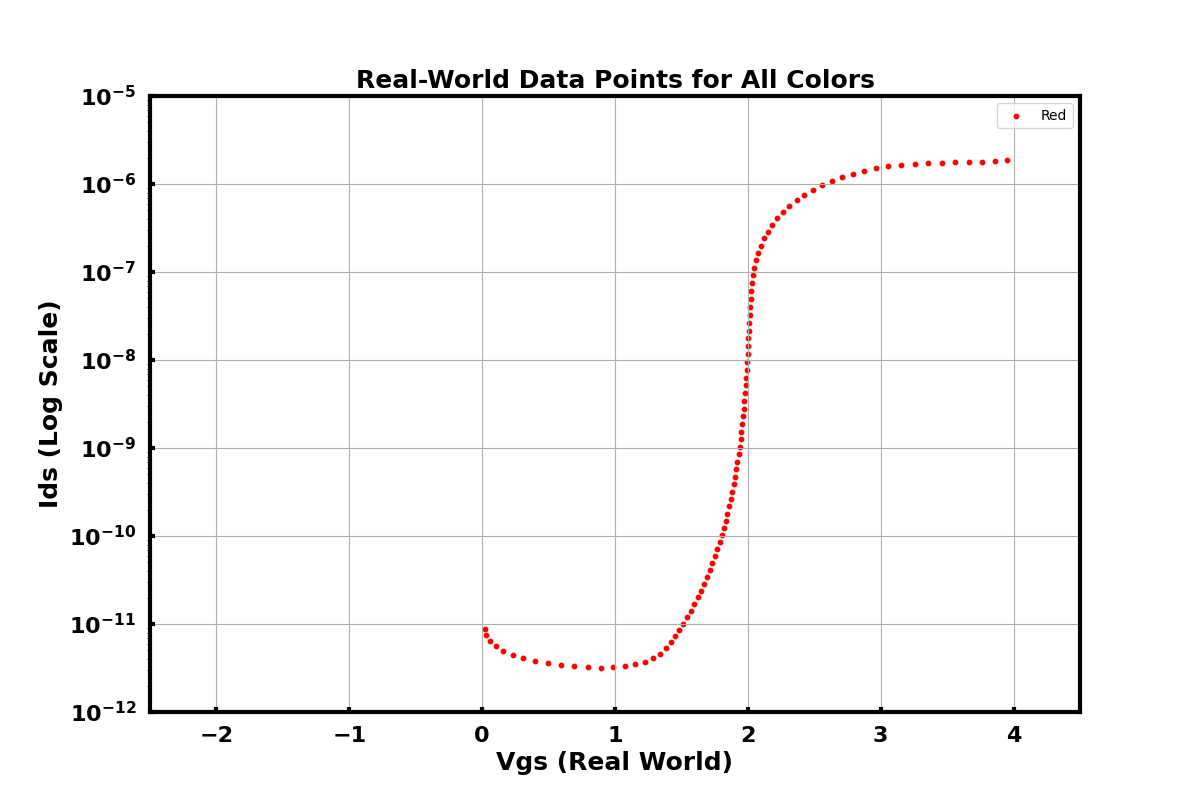 Real-World Data Points for All Colors
Red
10⁻⁵
10⁻⁶
10⁻⁷
10⁻⁸
10⁻⁹
10⁻¹⁰
10⁻¹¹
10⁻¹²
Ids (Log Scale)
−2 −1 0 1 2 3 4
Vgs (Real World)